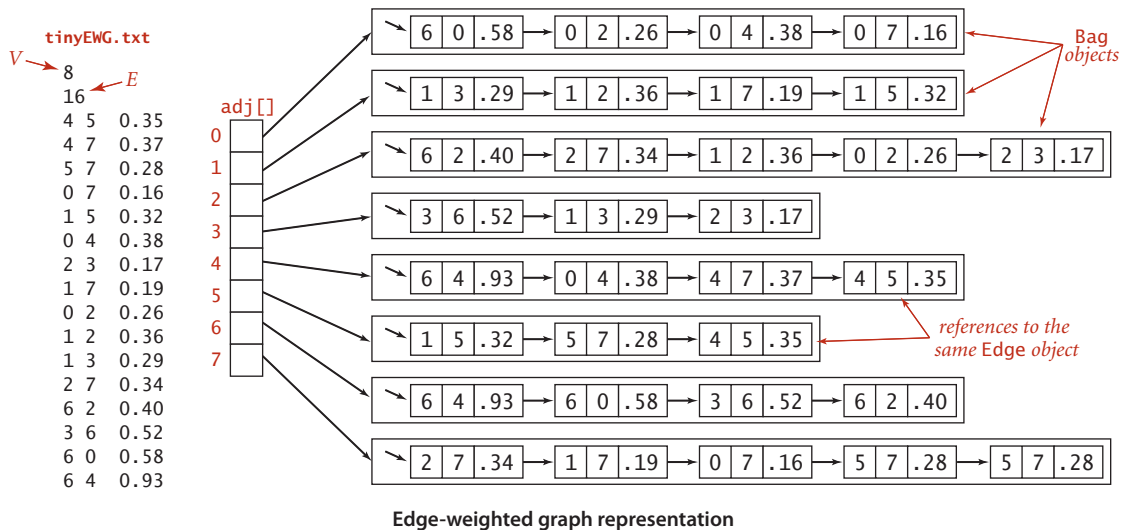 tinyEWG.txt
V
8
E
16
4 5 0.35
4 7 0.37
5 7 0.28
0 7 0.16
1 5 0.32
0 4 0.38
2 3 0.17
1 7 0.19
0 2 0.26
1 2 0.36
1 3 0.29
2 7 0.34
6 2 0.40
3 6 0.52
6 0 0.58
6 4 0.93
adj[]
0
1
2
3
4
5
6
7
6 0 .58 0 2 .26 0 4 .38 0 7 .16
1 3 .29 1 2 .36 1 7 .19 1 5 .32
6 2 .40 2 7 .34 1 2 .36 0 2 .26 2 3 .17
3 6 .52 1 3 .29 2 3 .17
6 4 .93 0 4 .38 4 7 .37 4 5 .35
1 5 .32 5 7 .28 4 5 .35
6 4 .93 6 0 .58 3 6 .52 6 2 .40
2 7 .34 1 7 .19 0 7 .16 5 7 .28 5 7 .28
Bag
objects
references to the
same Edge object
Edge-weighted graph representation